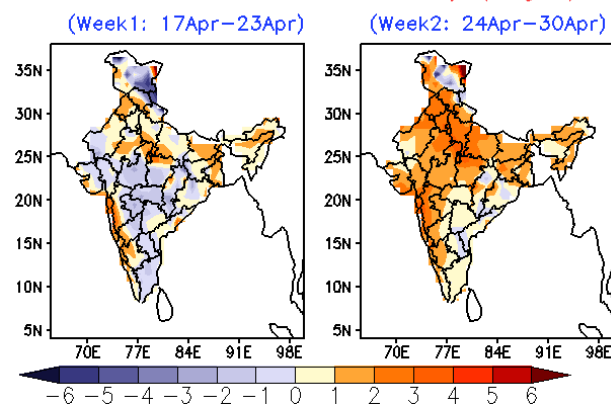 (Week1: 17Apr–23Apr) (Week2: 24Apr–30Apr)
35N 35N
30N 30N
25N 25N
20N 20N
15N 15N
10N 10N
5N 5N
70E 77E 84E 91E 98E 70E 77E 84E 91E 98E
−6 −5 −4 −3 −2 −1 0 1 2 3 4 5 6